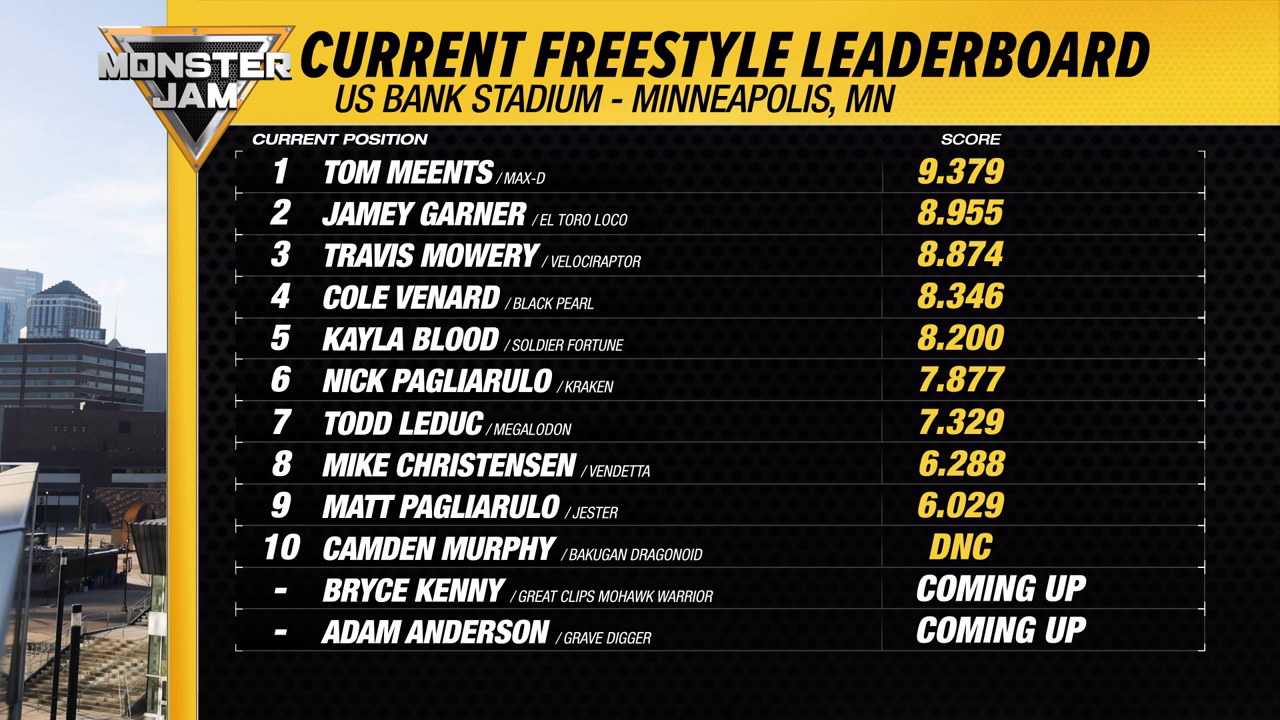 MONSTER
JAM
CURRENT FREESTYLE LEADERBOARD
US BANK STADIUM - MINNEAPOLIS, MN
CURRENT POSITION SCORE
1 TOM MEENTS / MAX-D 9.379
2 JAMEY GARNER / EL TORO LOCO 8.955
3 TRAVIS MOWERY / VELOCIRAPTOR 8.874
4 COLE VENARD / BLACK PEARL 8.346
5 KAYLA BLOOD / SOLDIER FORTUNE 8.200
6 NICK PAGLIARULO / KRAKEN 7.877
7 TODD LEDUC / MEGALODON 7.329
8 MIKE CHRISTENSEN / VENDETTA 6.288
9 MATT PAGLIARULO / JESTER 6.029
10 CAMDEN MURPHY / BAKUGAN DRAGONOID DNC
- BRYCE KENNY / GREAT CLIPS MOHAWK WARRIOR COMING UP
- ADAM ANDERSON / GRAVE DIGGER COMING UP